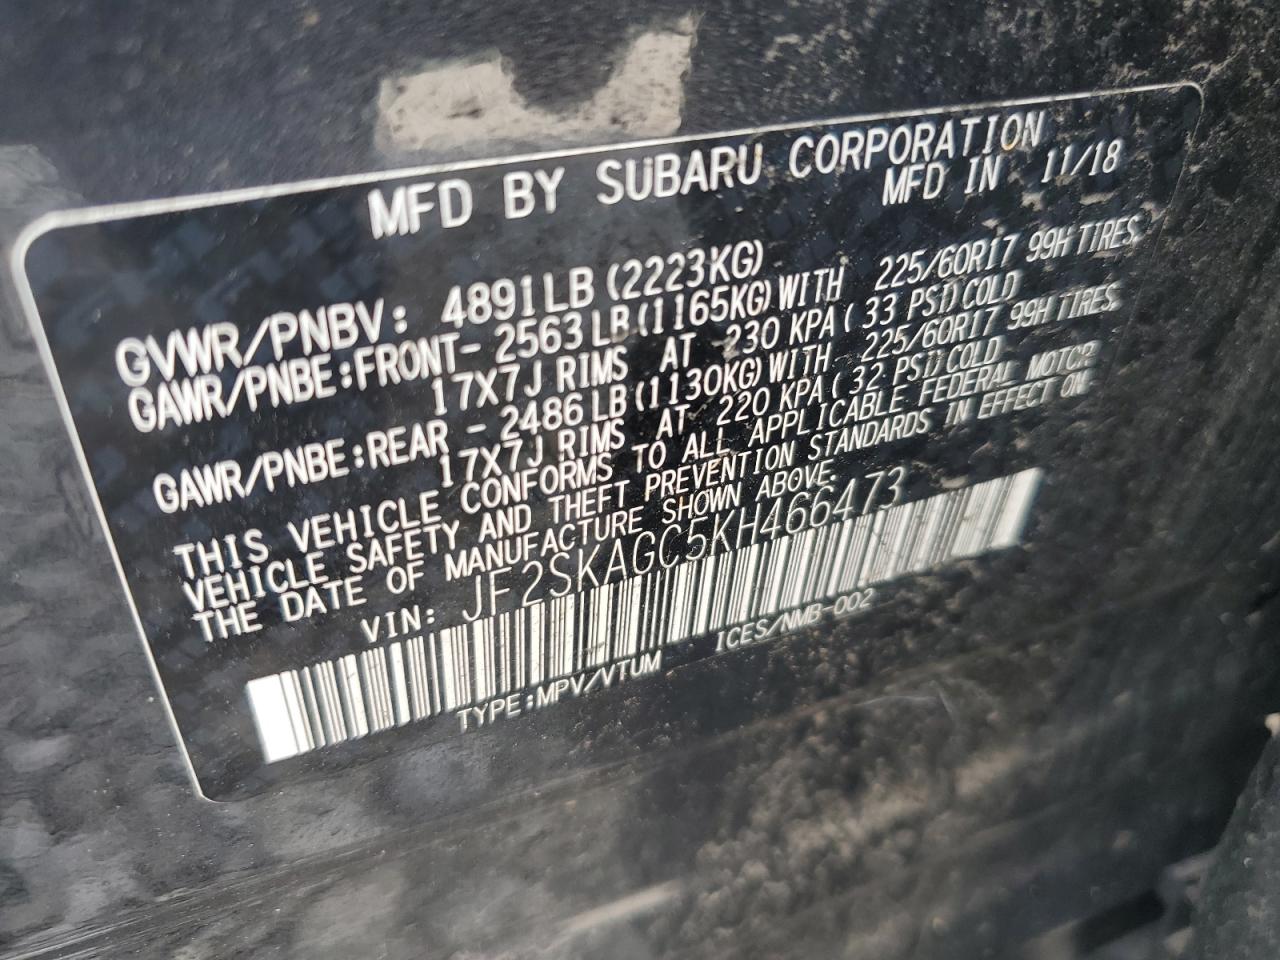 MFD BY SUBARU CORPORATION
MFD IN 11/18
GVWR/PNBV: 4891LB (2223KG)
GAWR/PNBE:FRONT- 2563 LB (1165KG) WITH 225/60R17 99H TIRES,
17X7J RIMS AT 230 KPA ( 33 PSI) COLD
GAWR/PNBE:REAR - 2486 LB (1130KG) WITH 225/60R17 99H TIRES,
17X7J RIMS AT 220 KPA ( 32 PSI) COLD
THIS VEHICLE CONFORMS TO ALL APPLICABLE FEDERAL MOTOR
VEHICLE SAFETY AND THEFT PREVENTION STANDARDS IN EFFECT ON
THE DATE OF MANUFACTURE SHOWN ABOVE.
VIN: JF2SKAGC5KH466473
TYPE:MPV/VTUM ICES/NMB-002